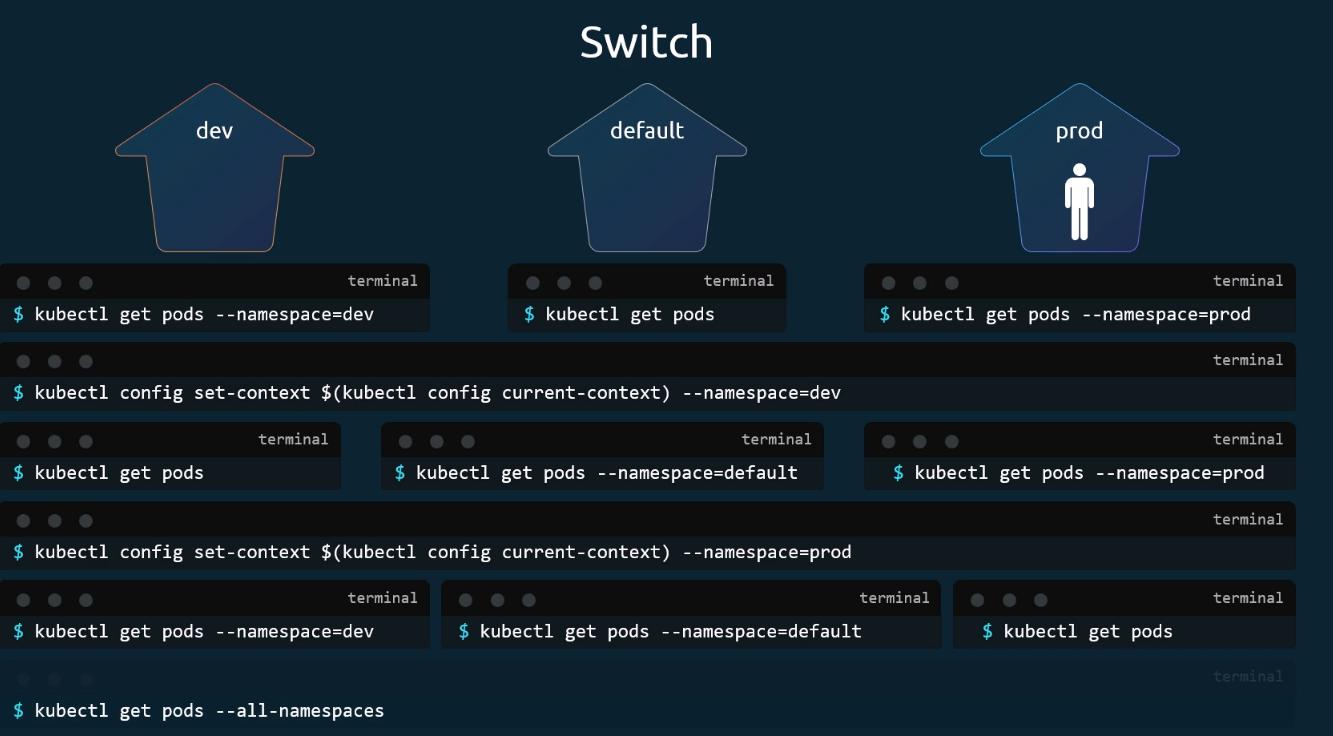 Switch
dev
default
prod
terminal
$ kubectl get pods --namespace=dev
terminal
$ kubectl get pods
terminal
$ kubectl get pods --namespace=prod
terminal
$ kubectl config set-context $(kubectl config current-context) --namespace=dev
terminal
$ kubectl get pods
terminal
$ kubectl get pods --namespace=default
terminal
$ kubectl get pods --namespace=prod
terminal
$ kubectl config set-context $(kubectl config current-context) --namespace=prod
terminal
$ kubectl get pods --namespace=dev
terminal
$ kubectl get pods --namespace=default
terminal
$ kubectl get pods
terminal
$ kubectl get pods --all-namespaces